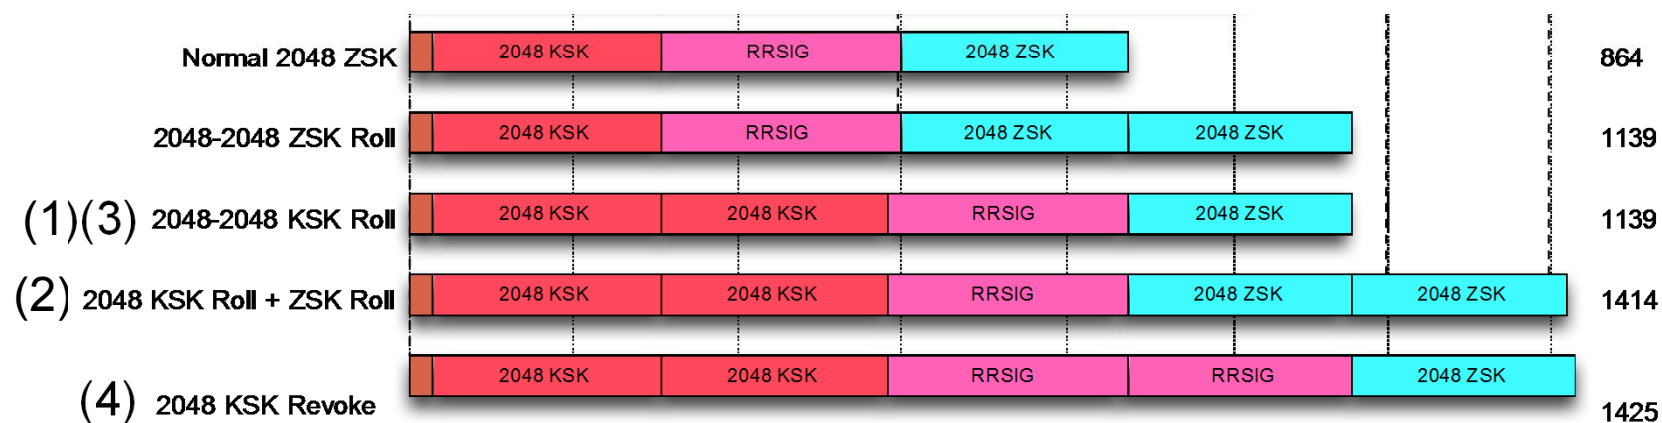 Normal 2048 ZSK 2048 KSK RRSIG 2048 ZSK 864
2048-2048 ZSK Roll 2048 KSK RRSIG 2048 ZSK 2048 ZSK 1139
(1)(3) 2048-2048 KSK Roll 2048 KSK 2048 KSK RRSIG 2048 ZSK 1139
(2) 2048 KSK Roll + ZSK Roll 2048 KSK 2048 KSK RRSIG 2048 ZSK 2048 ZSK 1414
(4) 2048 KSK Revoke 2048 KSK 2048 KSK RRSIG RRSIG 2048 ZSK 1425